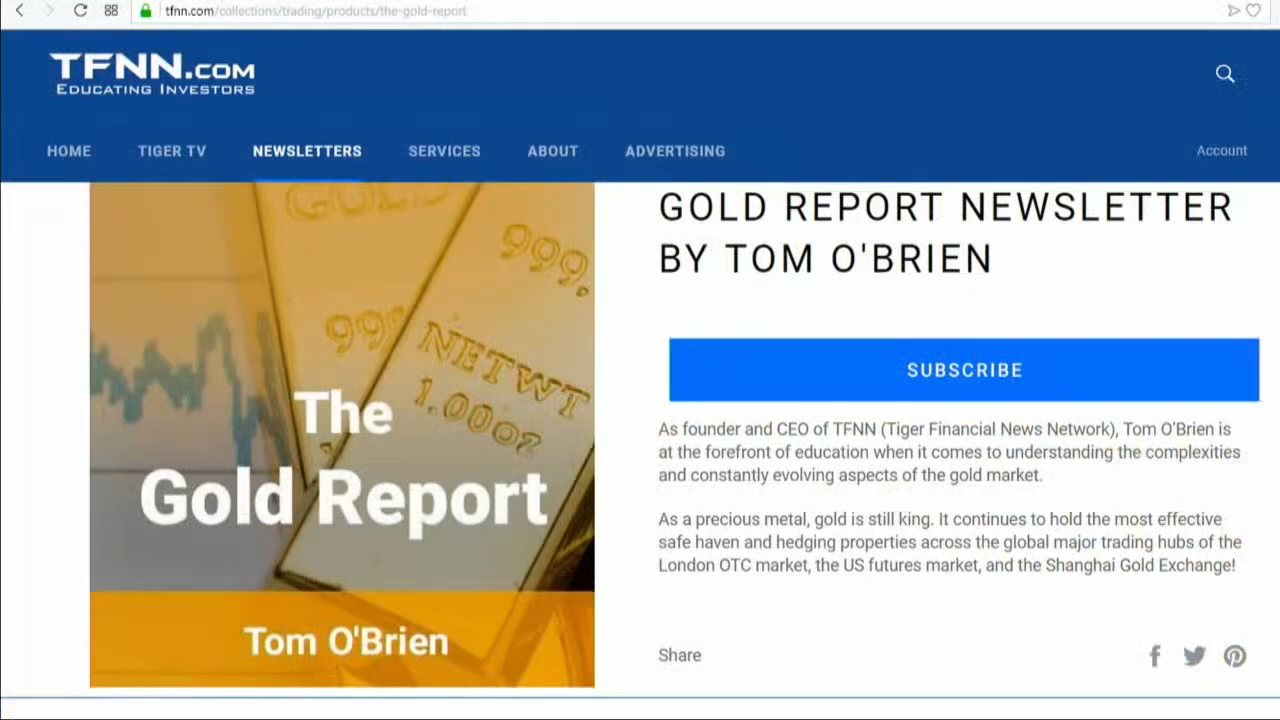 tfnn.com/collections/trading/products/the-gold-report
TFNN.COM
EDUCATING INVESTORS
HOME TIGER TV NEWSLETTERS SERVICES ABOUT ADVERTISING Account
GOLD
999.
999
NETWT
1.00oz
The
Gold Report
Tom O'Brien
GOLD REPORT NEWSLETTER
BY TOM O'BRIEN
SUBSCRIBE
As founder and CEO of TFNN (Tiger Financial News Network), Tom O'Brien is
at the forefront of education when it comes to understanding the complexities
and constantly evolving aspects of the gold market.
As a precious metal, gold is still king. It continues to hold the most effective
safe haven and hedging properties across the global major trading hubs of the
London OTC market, the US futures market, and the Shanghai Gold Exchange!
Share